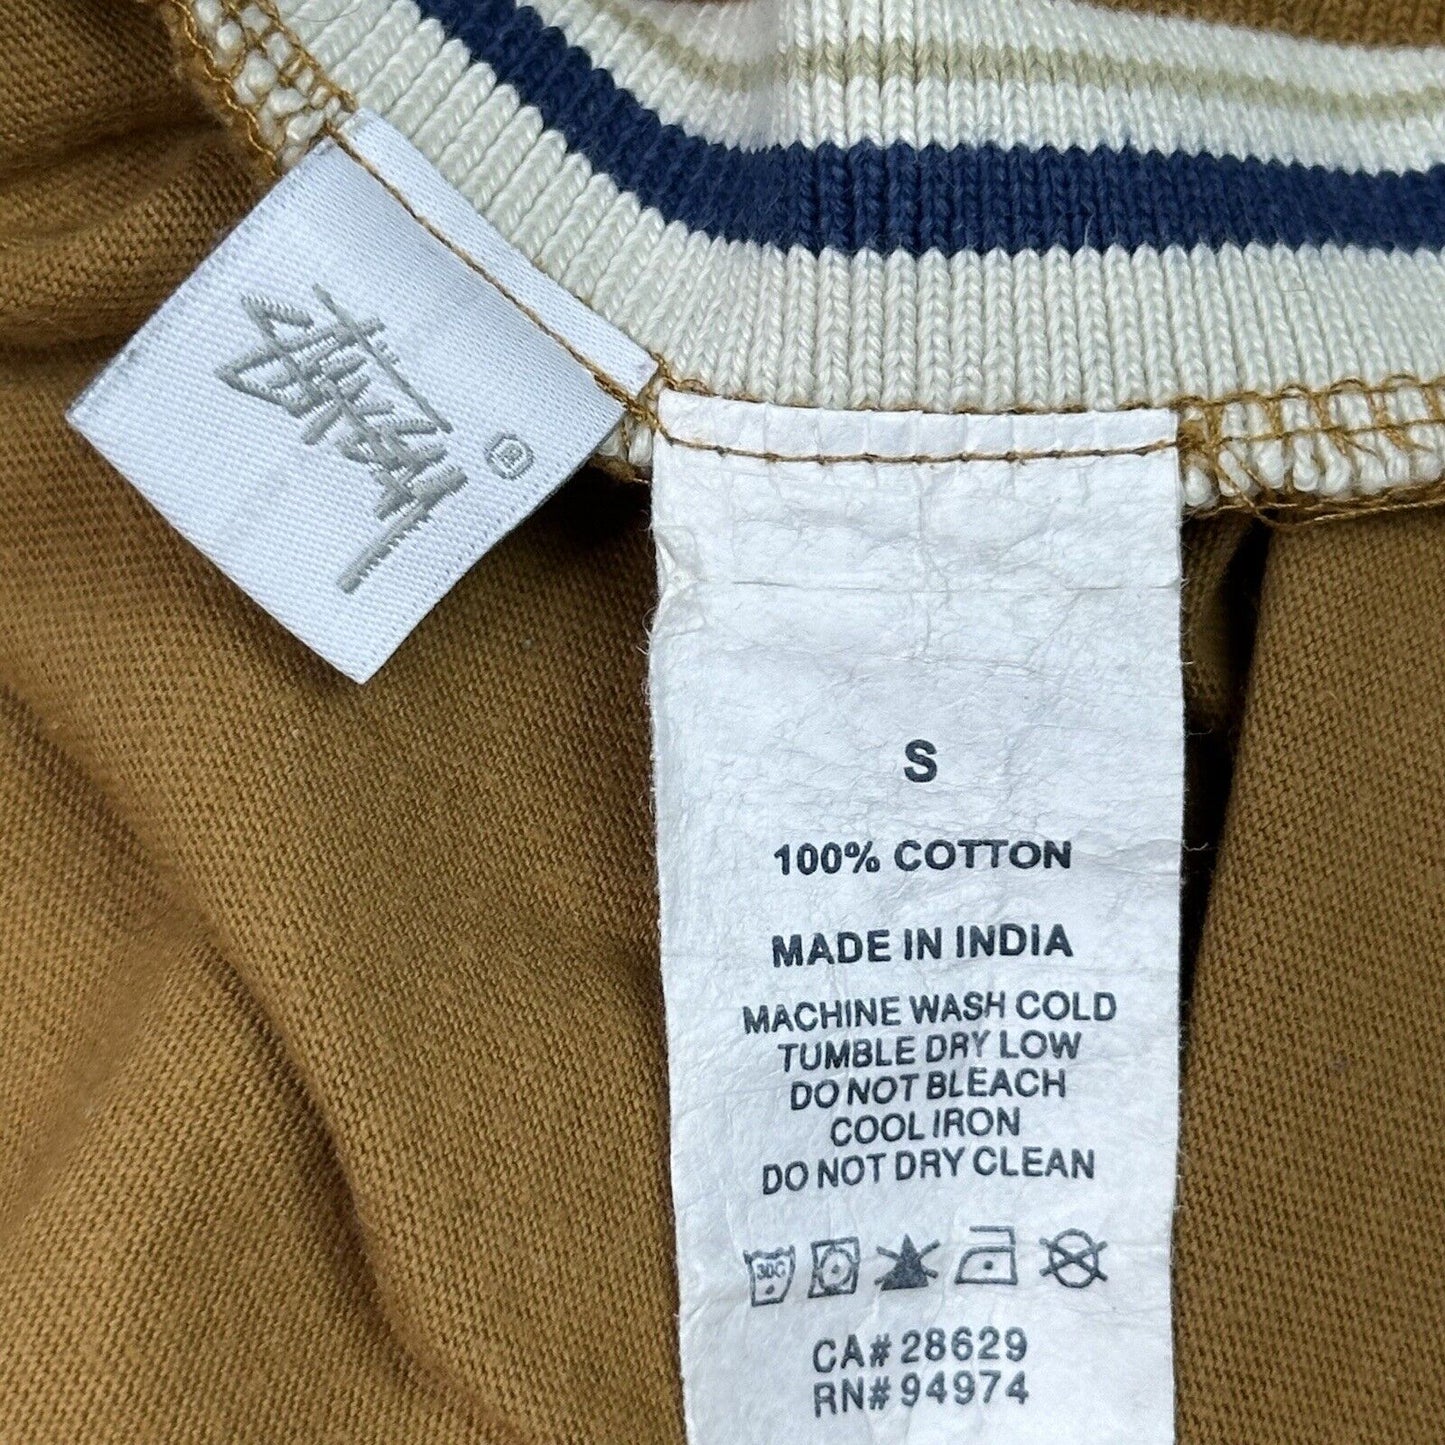 Stüssy ®
S
100% COTTON
MADE IN INDIA
MACHINE WASH COLD
TUMBLE DRY LOW
DO NOT BLEACH
COOL IRON
DO NOT DRY CLEAN
30C
CA# 28629
RN# 94974